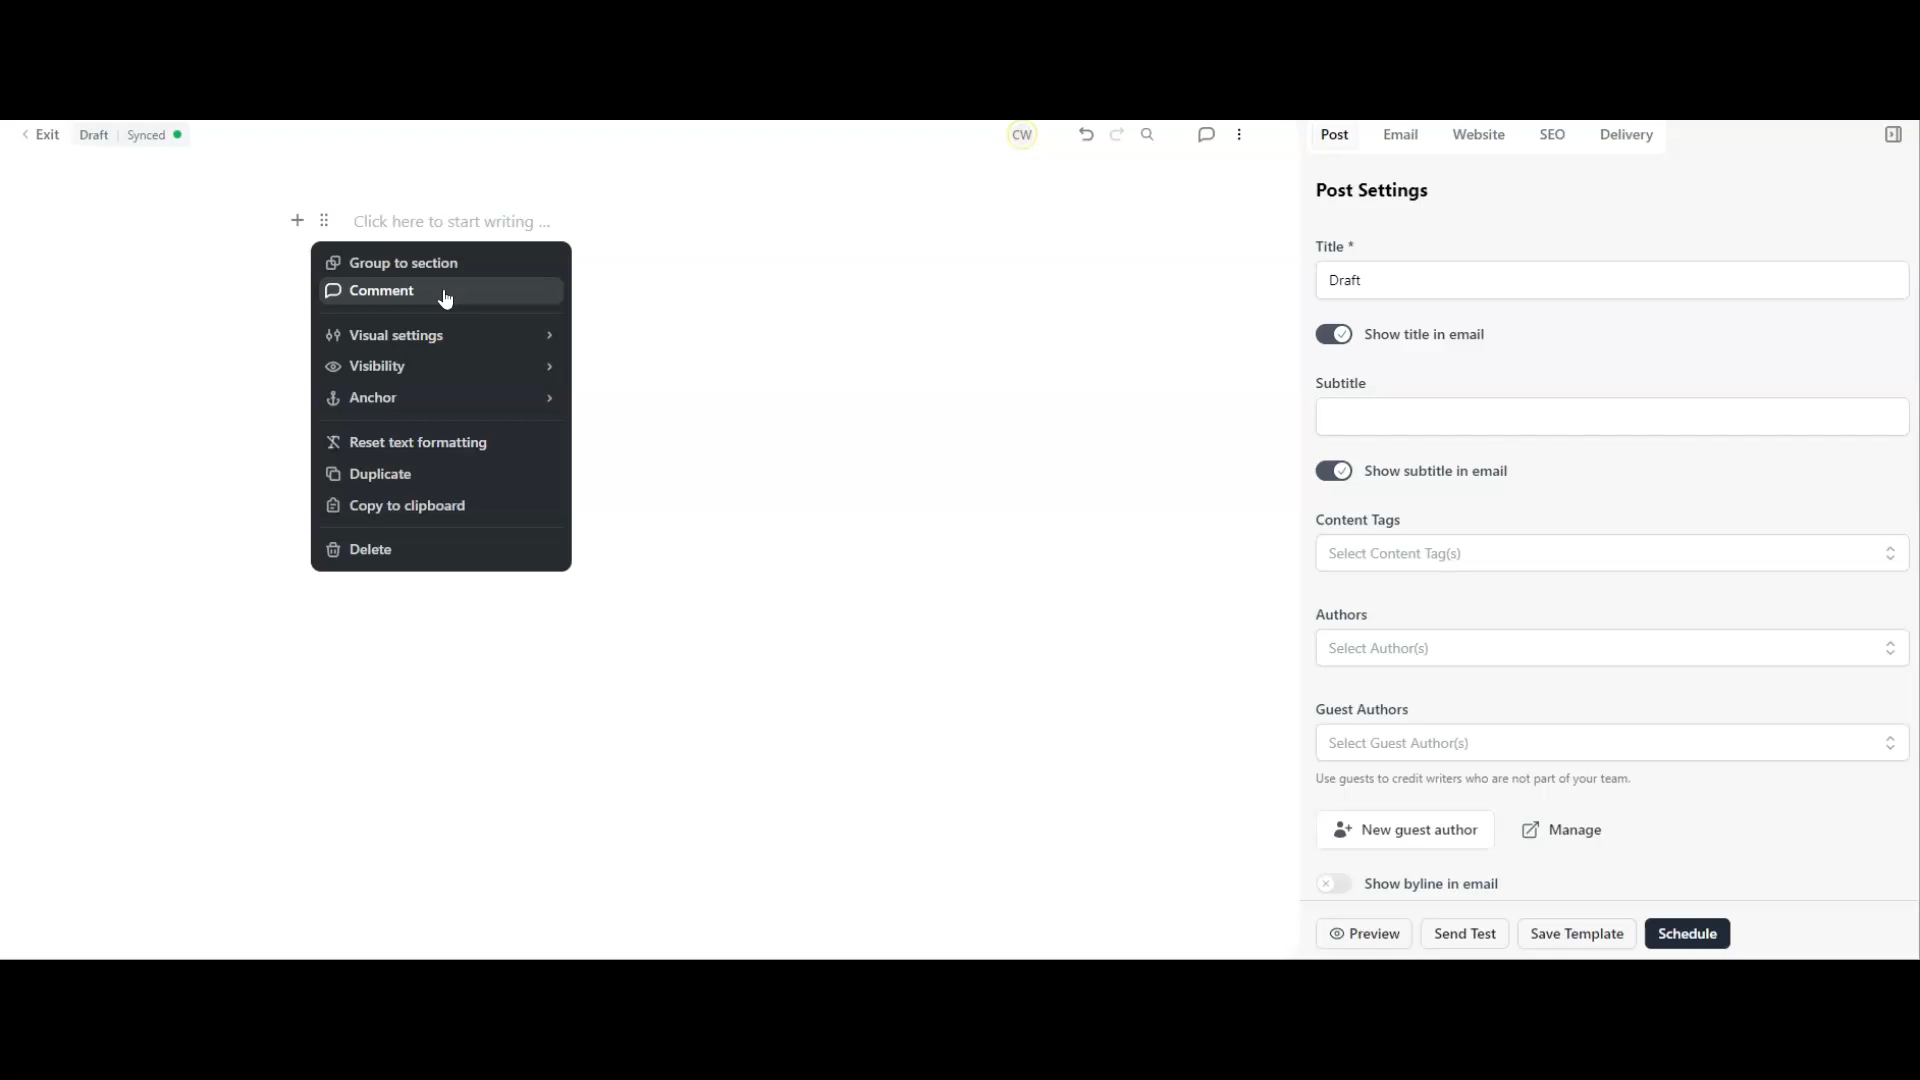 Exit Draft | Synced
CW
Post Email Website SEO Delivery
Click here to start writing ...
Group to section
Comment
Visual settings
Visibility
Anchor
Reset text formatting
Duplicate
Copy to clipboard
Delete
Post Settings
Title *
Draft
Show title in email
Subtitle
Show subtitle in email
Content Tags
Select Content Tag(s)
Authors
Select Author(s)
Guest Authors
Select Guest Author(s)
Use guests to credit writers who are not part of your team.
New guest author Manage
Show byline in email
Preview Send Test Save Template Schedule